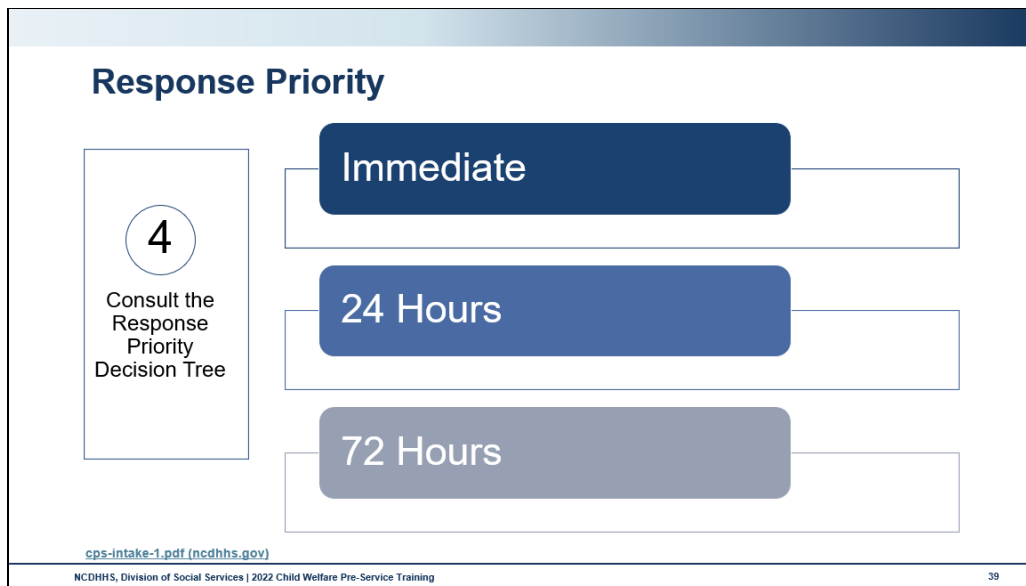 Response Priority
4
Consult the
Response
Priority
Decision Tree
Immediate
24 Hours
72 Hours
cps-intake-1.pdf (ncdhhs.gov)
NCDHHS, Division of Social Services | 2022 Child Welfare Pre-Service Training
39